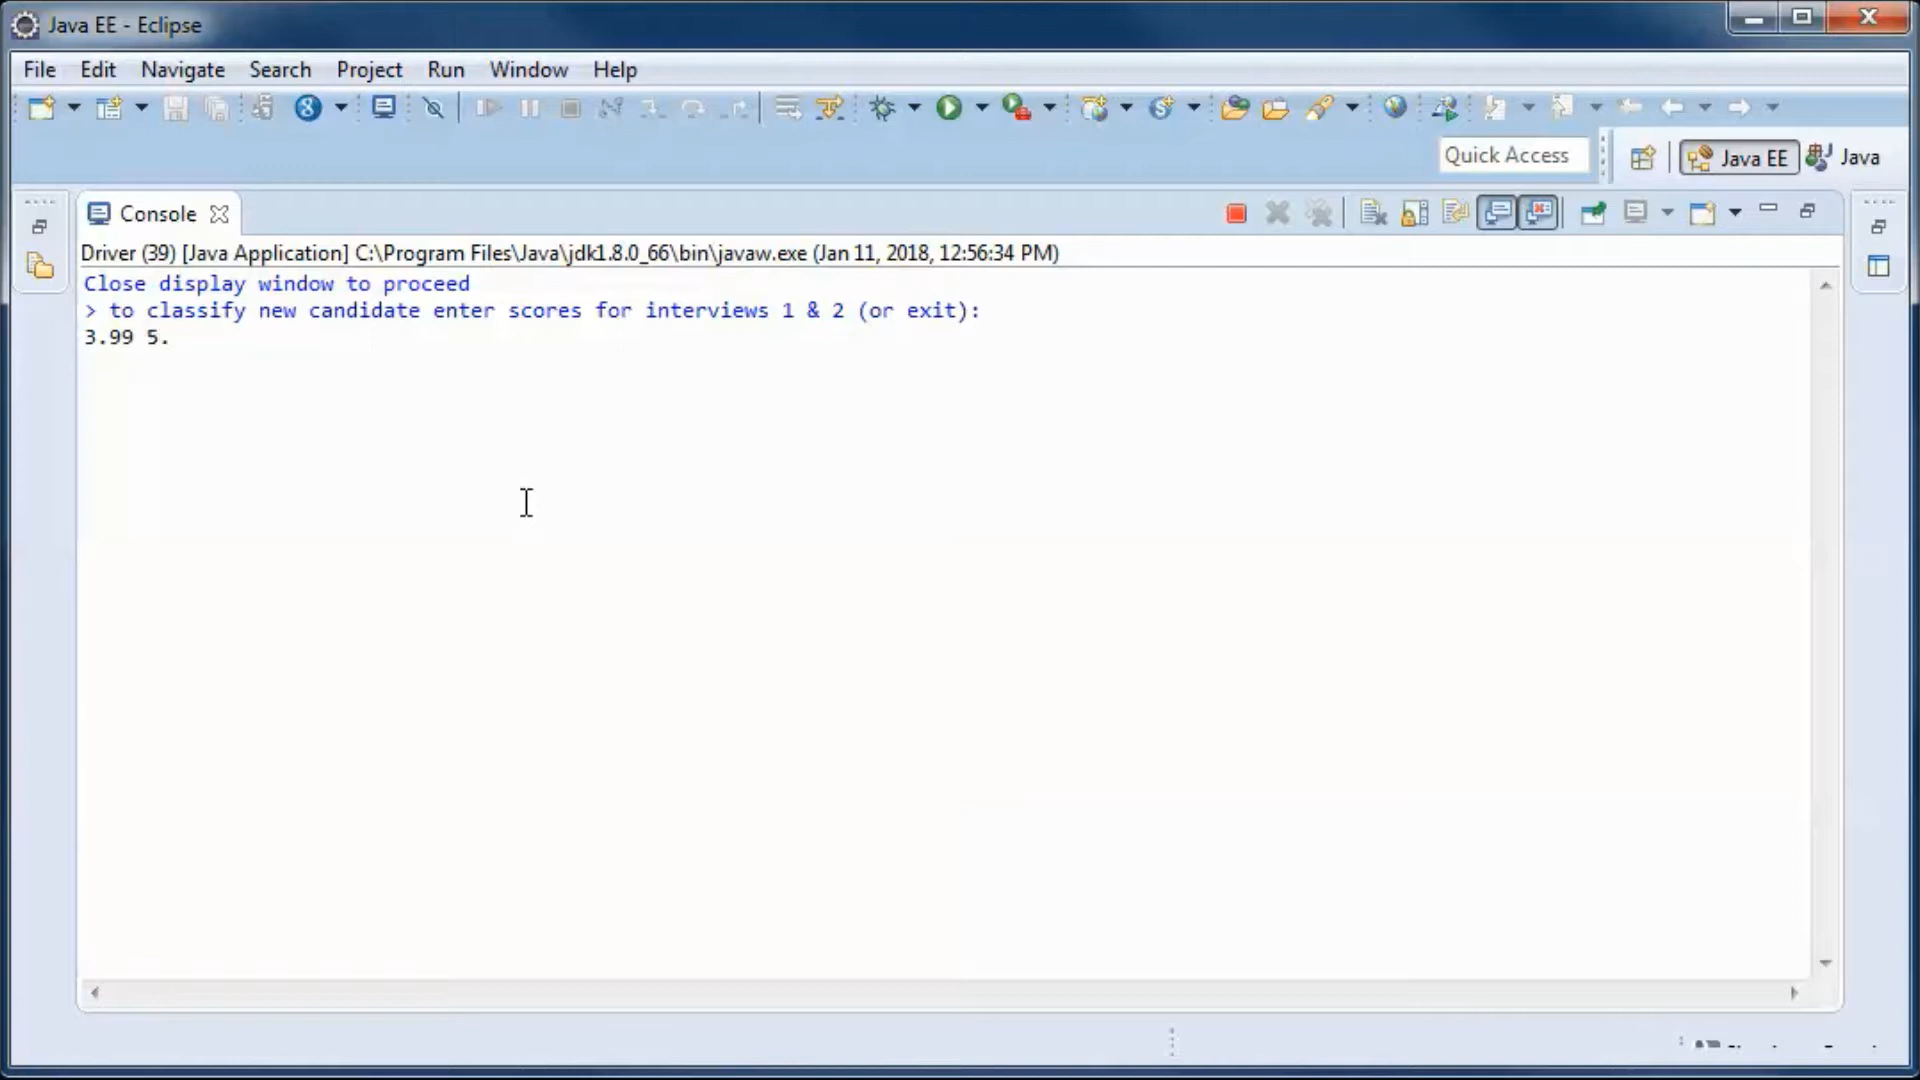 Java EE - Eclipse
File Edit Navigate Search Project Run Window Help
Quick Access
Java EE
Java
Console
Driver (39) [Java Application] C:\Program Files\Java\jdk1.8.0_66\bin\javaw.exe (Jan 11, 2018, 12:56:34 PM)
Close display window to proceed
> to classify new candidate enter scores for interviews 1 & 2 (or exit):
3.99 5.